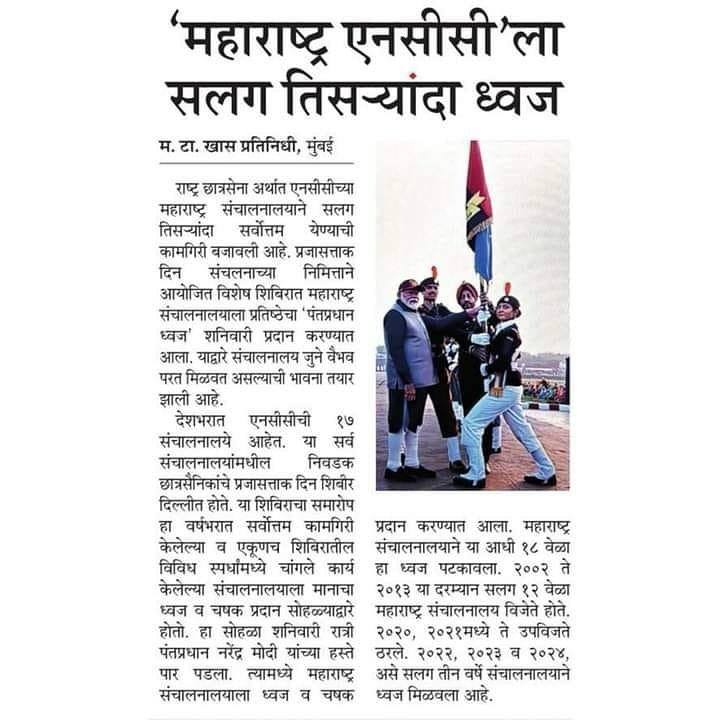 ‘महाराष्ट्र एनसीसी’ला
सलग तिसऱ्यांदा ध्वज
म. टा. खास प्रतिनिधी, मुंबई
राष्ट्र छात्रसेना अर्थात एनसीसीच्या
महाराष्ट्र संचालनालयाने सलग
तिसऱ्यांदा सर्वोत्तम येण्याची
कामगिरी बजावली आहे. प्रजासत्ताक
दिन संचलनाच्या निमित्ताने
आयोजित विशेष शिबिरात महाराष्ट्र
संचालनालयाला प्रतिष्ठेचा ‘पंतप्रधान
ध्वज’ शनिवारी प्रदान करण्यात
आला. याद्वारे संचालनालय जुने वैभव
परत मिळवत असल्याची भावना तयार
झाली आहे.
देशभरात एनसीसीची १७
संचालनालये आहेत. या सर्व
संचालनालयांमधील निवडक
छात्रसैनिकांचे प्रजासत्ताक दिन शिबीर
दिल्लीत होते. या शिबिराचा समारोप
हा वर्षभरात सर्वोत्तम कामगिरी
केलेल्या व एकूणच शिबिरातील
विविध स्पर्धांमध्ये चांगले कार्य
केलेल्या संचालनालयाला मानाचा
ध्वज व चषक प्रदान सोहळ्याद्वारे
होतो. हा सोहळा शनिवारी रात्री
पंतप्रधान नरेंद्र मोदी यांच्या हस्ते
पार पडला. त्यामध्ये महाराष्ट्र
संचालनालयाला ध्वज व चषक
प्रदान करण्यात आला. महाराष्ट्र
संचालनालयाने या आधी १८ वेळा
हा ध्वज पटकावला. २००२ ते
२०१३ या दरम्यान सलग १२ वेळा
महाराष्ट्र संचालनालय विजेते होते.
२०२०, २०२१मध्ये ते उपविजते
ठरले. २०२२, २०२३ व २०२४,
असे सलग तीन वर्षे संचालनालयाने
ध्वज मिळवला आहे.